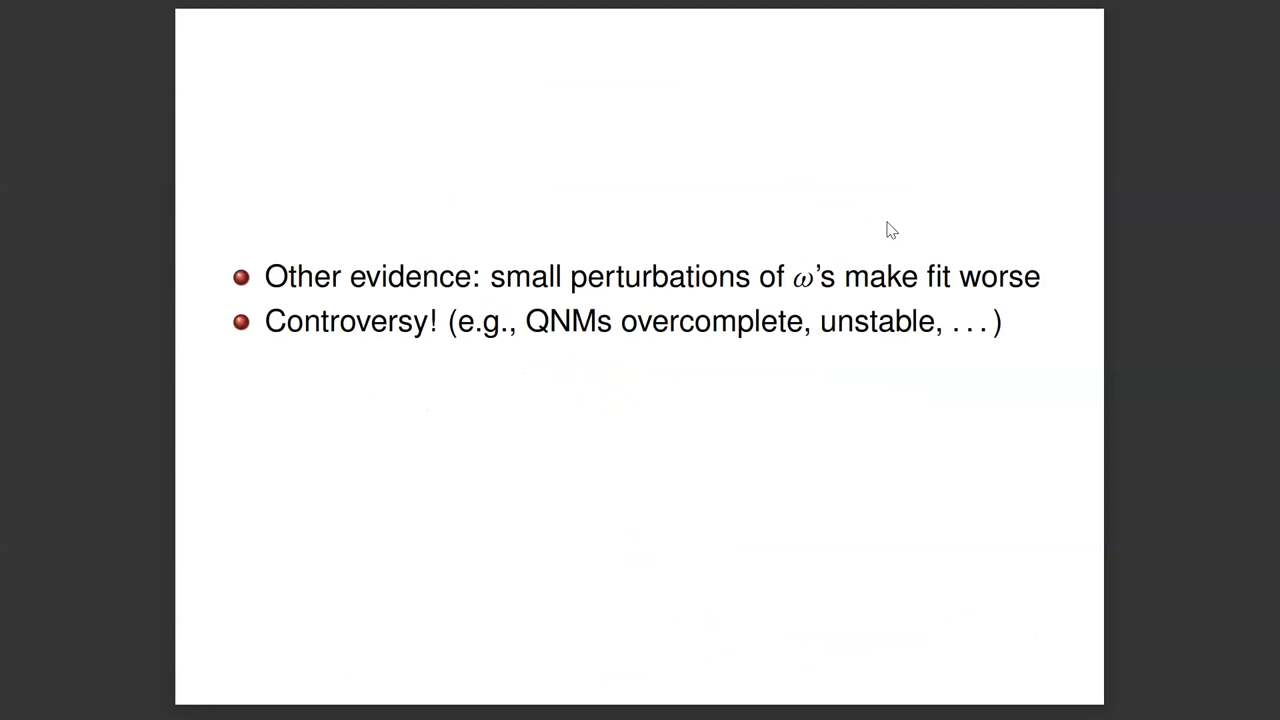 Other evidence: small perturbations of ω's make fit worse
Controversy! (e.g., QNMs overcomplete, unstable, ...)